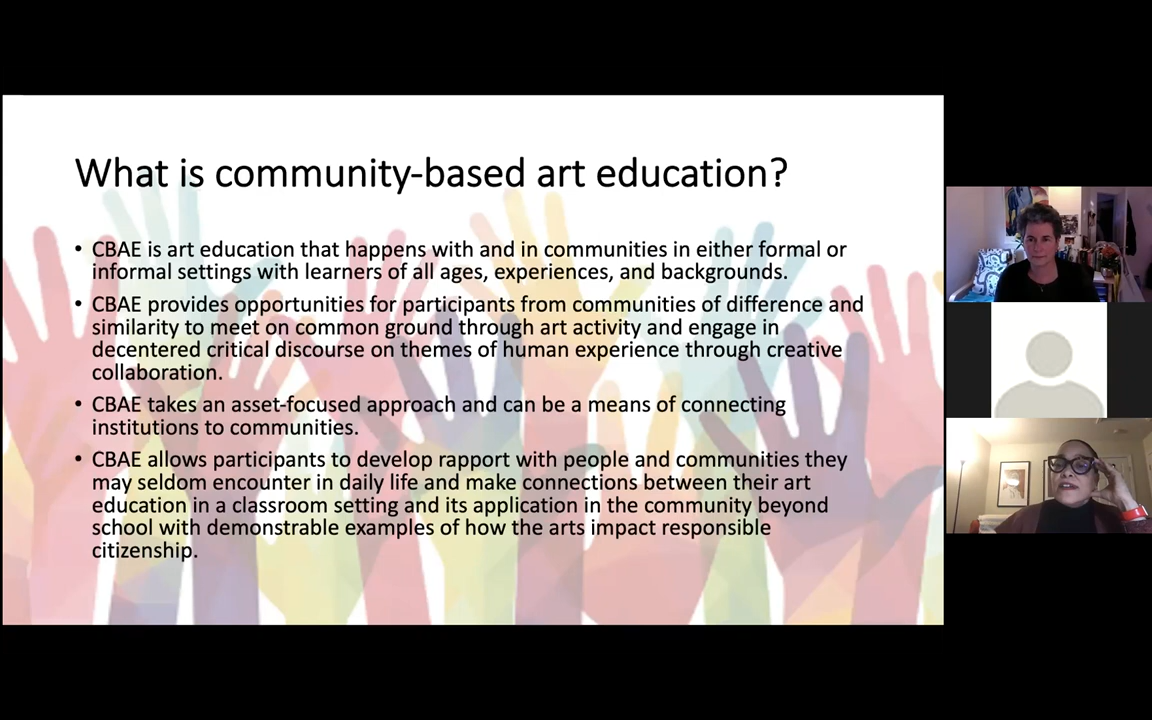 What is community-based art education?
• CBAE is art education that happens with and in communities in either formal or
informal settings with learners of all ages, experiences, and backgrounds.
• CBAE provides opportunities for participants from communities of difference and
similarity to meet on common ground through art activity and engage in
decentered critical discourse on themes of human experience through creative
collaboration.
• CBAE takes an asset-focused approach and can be a means of connecting
institutions to communities.
• CBAE allows participants to develop rapport with people and communities they
may seldom encounter in daily life and make connections between their art
education in a classroom setting and its application in the community beyond
school with demonstrable examples of how the arts impact responsible
citizenship.